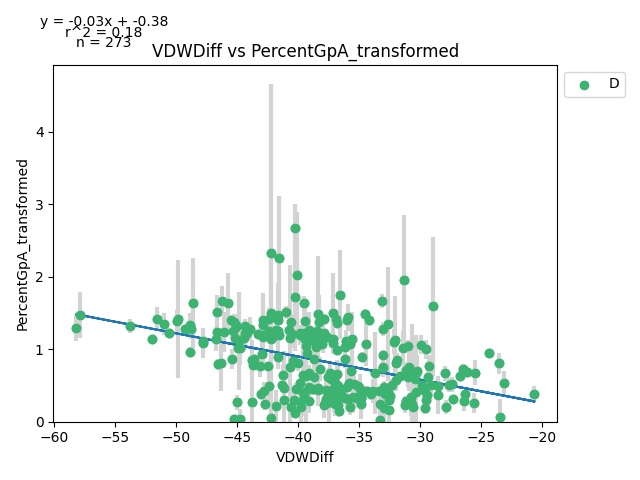 y = -0.03x + -0.38
r^2 = 0.18
n = 273
VDWDiff vs PercentGpA_transformed
D
PercentGpA_transformed
4
3
2
1
0
−60 −55 −50 −45 −40 −35 −30 −25 −20
VDWDiff